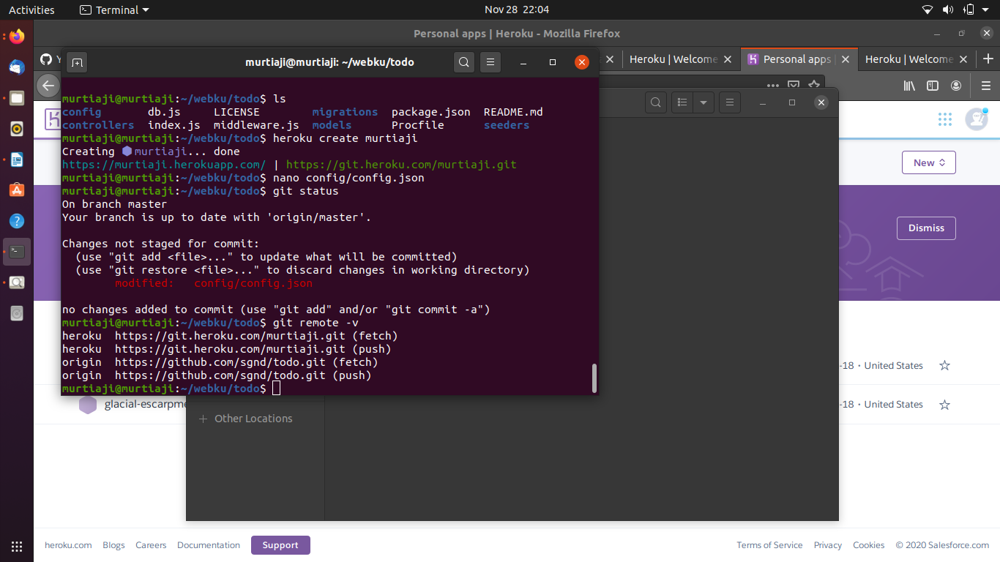 Activities
Terminal
Nov 28 22:04
Personal apps | Heroku - Mozilla Firefox
murtiaji@murtiaji: ~/webku/todo
Heroku | Welcome
Personal apps
Heroku | Welcome
murtiaji@murtiaji:~/webku/todo$ ls
config db.js LICENSE migrations package.json README.md
controllers index.js middleware.js models Procfile seeders
murtiaji@murtiaji:~/webku/todo$ heroku create murtiaji
Creating murtiaji... done
https://murtiaji.herokuapp.com/ | https://git.heroku.com/murtiaji.git
murtiaji@murtiaji:~/webku/todo$ nano config/config.json
murtiaji@murtiaji:~/webku/todo$ git status
On branch master
Your branch is up to date with 'origin/master'.
Changes not staged for commit:
(use "git add <file>..." to update what will be committed)
(use "git restore <file>..." to discard changes in working directory)
modified: config/config.json
no changes added to commit (use "git add" and/or "git commit -a")
murtiaji@murtiaji:~/webku/todo$ git remote -v
heroku https://git.heroku.com/murtiaji.git (fetch)
heroku https://git.heroku.com/murtiaji.git (push)
origin https://github.com/sgnd/todo.git (fetch)
origin https://github.com/sgnd/todo.git (push)
murtiaji@murtiaji:~/webku/todo$
New
Dismiss
-18 · United States
glacial-escarpme
-18 · United States
Other Locations
heroku.com Blogs Careers Documentation Support
Terms of Service Privacy Cookies © 2020 Salesforce.com